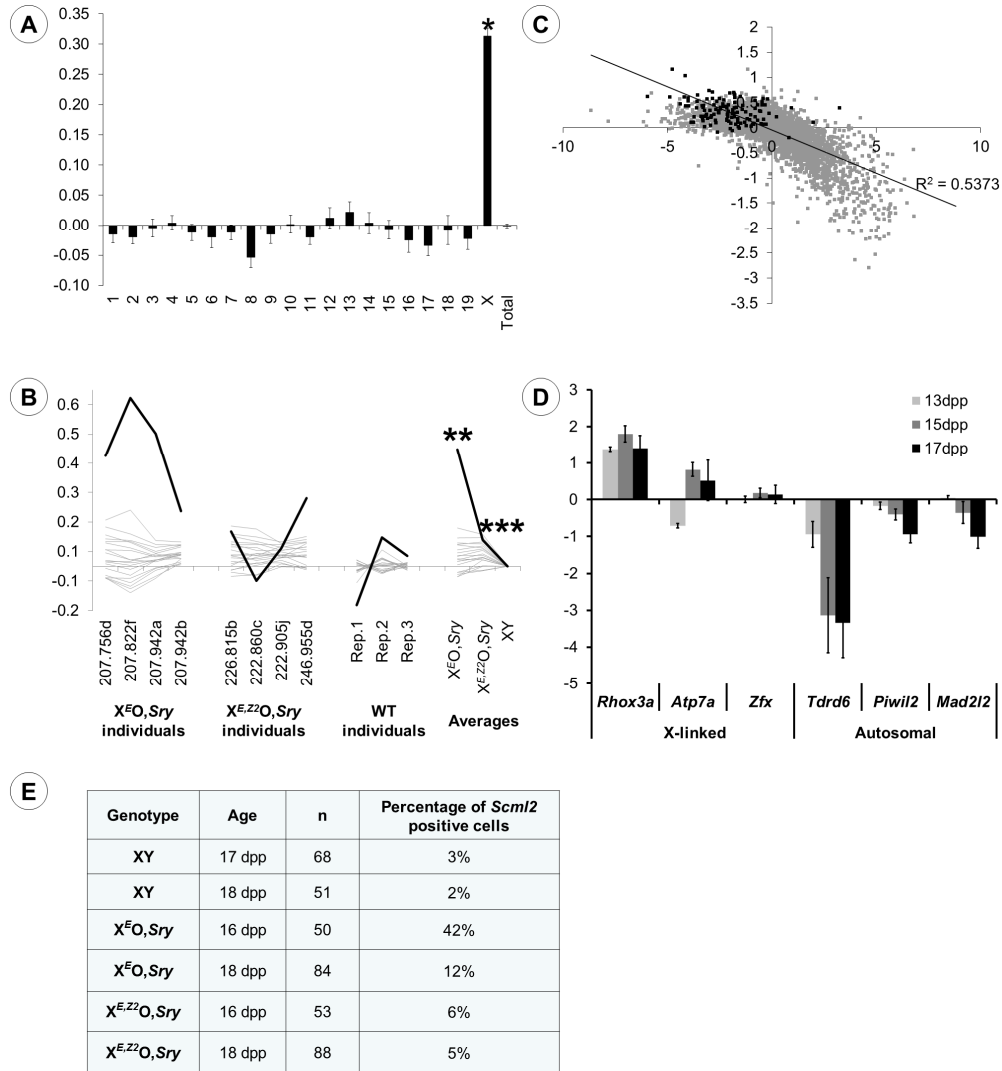 A
0.35
0.30
0.25
0.20
0.15
0.10
0.05
0.00
-0.05
-0.10
*
1
2
3
4
5
6
7
8
9
10
11
12
13
14
15
16
17
18
19
X
Total
C
2
1.5
1
0.5
0
-0.5
-1
-1.5
-2
-2.5
-3
-3.5
-10
-5
0
5
10
R² = 0.5373
B
0.6
0.5
0.4
0.3
0.2
0.1
-0.1
-0.2
**
***
207.756d
207.822f
207.942a
207.942b
226.815b
222.860c
222.905j
246.955d
Rep.1
Rep.2
Rep.3
XᴱO,Sry
Xᴱ,ᶻ²O,Sry
XY
XᴱO,Sry
individuals
Xᴱ,ᶻ²O,Sry
individuals
WT
individuals
Averages
D
3
2
1
0
-1
-2
-3
-4
-5
13dpp
15dpp
17dpp
Rhox3a Atp7a Zfx Tdrd6 Piwil2 Mad2l2
X-linked Autosomal
E
Genotype Age n Percentage of Scml2 positive cells
XY 17 dpp 68 3%
XY 18 dpp 51 2%
XᴱO,Sry 16 dpp 50 42%
XᴱO,Sry 18 dpp 84 12%
Xᴱ,ᶻ²O,Sry 16 dpp 53 6%
Xᴱ,ᶻ²O,Sry 18 dpp 88 5%